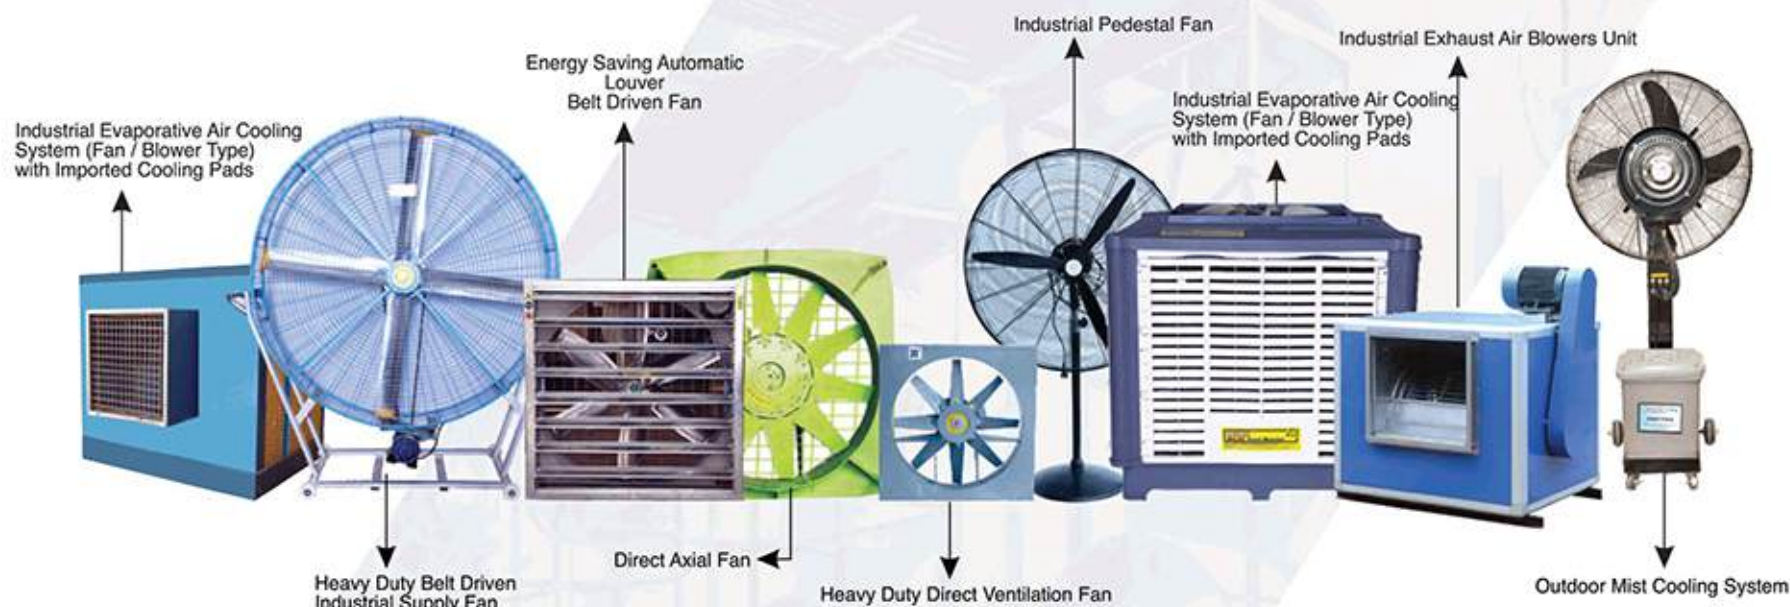 Industrial Evaporative Air Cooling
System (Fan / Blower Type)
with Imported Cooling Pads
Energy Saving Automatic
Louver
Belt Driven Fan
Industrial Pedestal Fan
Industrial Evaporative Air Cooling
System (Fan / Blower Type)
with Imported Cooling Pads
Industrial Exhaust Air Blowers Unit
Heavy Duty Belt Driven
Industrial Supply Fan
Direct Axial Fan
Heavy Duty Direct Ventilation Fan
Outdoor Mist Cooling System